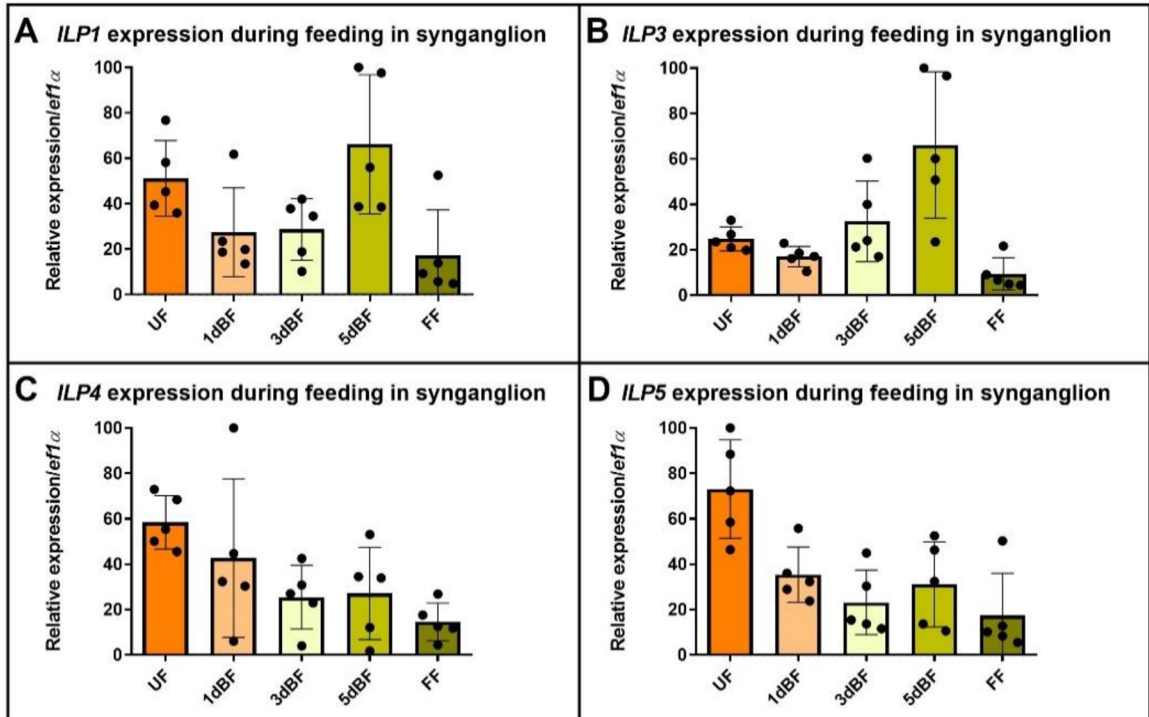 A ILP1 expression during feeding in synganglion
Relative expression/ef1α
100
80
60
40
20
0
UF 1dBF 3dBF 5dBF FF
B ILP3 expression during feeding in synganglion
Relative expression/ef1α
100
80
60
40
20
0
UF 1dBF 3dBF 5dBF FF
C ILP4 expression during feeding in synganglion
Relative expression/ef1α
100
80
60
40
20
0
UF 1dBF 3dBF 5dBF FF
D ILP5 expression during feeding in synganglion
Relative expression/ef1α
100
80
60
40
20
0
UF 1dBF 3dBF 5dBF FF